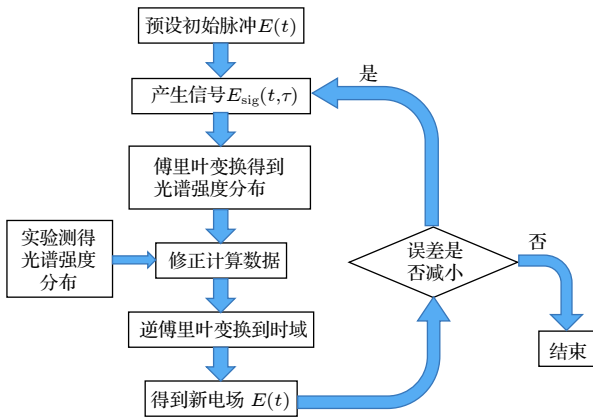 预设初始脉冲E(t)
是
产生信号E_sig(t,τ)
傅里叶变换得到
光谱强度分布
实验测得
光谱强度
分布
修正计算数据
误差是
否减小
否
逆傅里叶变换到时域
结束
得到新电场 E(t)